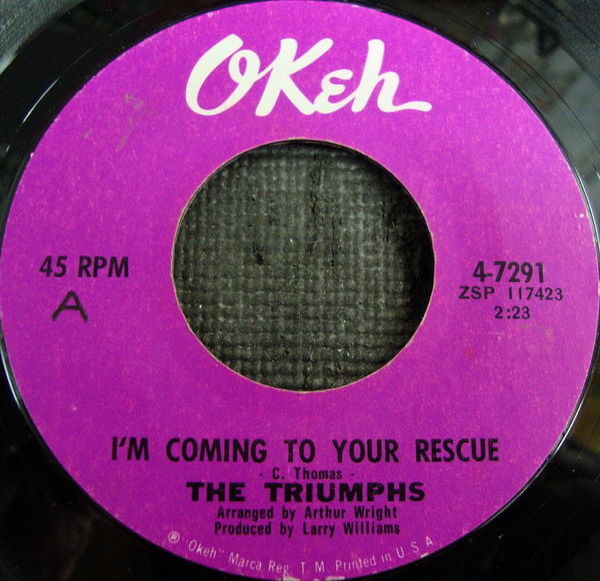 OKeh
45 RPM
A
4-7291
ZSP 117423
2:23
I'M COMING TO YOUR RESCUE
- C. Thomas -
THE TRIUMPHS
Arranged by Arthur Wright
Produced by Larry Williams
® "Okeh" Marca Reg. T. M. Printed in U S A